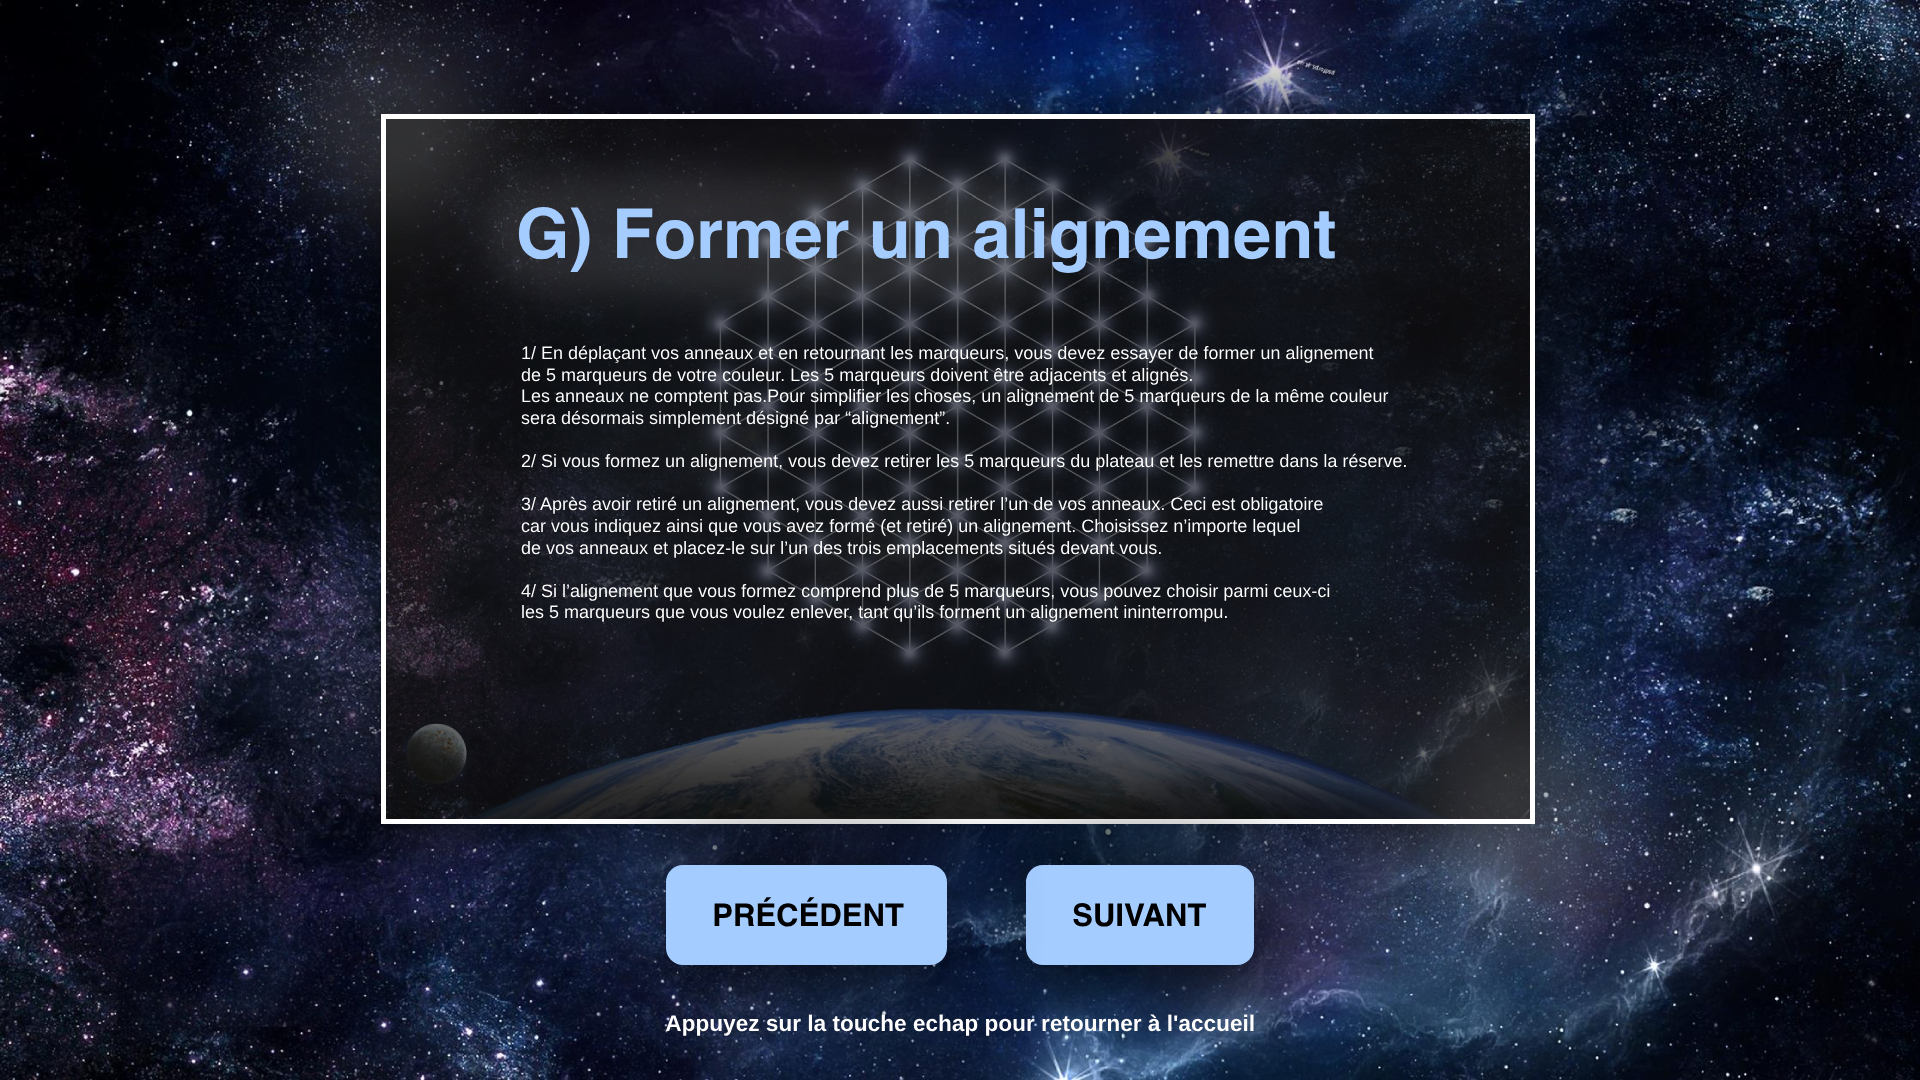 G) Former un alignement
1/ En déplaçant vos anneaux et en retournant les marqueurs, vous devez essayer de former un alignement
de 5 marqueurs de votre couleur. Les 5 marqueurs doivent être adjacents et alignés.
Les anneaux ne comptent pas.Pour simplifier les choses, un alignement de 5 marqueurs de la même couleur
sera désormais simplement désigné par “alignement”.
2/ Si vous formez un alignement, vous devez retirer les 5 marqueurs du plateau et les remettre dans la réserve.
3/ Après avoir retiré un alignement, vous devez aussi retirer l’un de vos anneaux. Ceci est obligatoire
car vous indiquez ainsi que vous avez formé (et retiré) un alignement. Choisissez n’importe lequel
de vos anneaux et placez-le sur l’un des trois emplacements situés devant vous.
4/ Si l’alignement que vous formez comprend plus de 5 marqueurs, vous pouvez choisir parmi ceux-ci
les 5 marqueurs que vous voulez enlever, tant qu’ils forment un alignement ininterrompu.
PRÉCÉDENT
SUIVANT
Appuyez sur la touche echap pour retourner à l'accueil